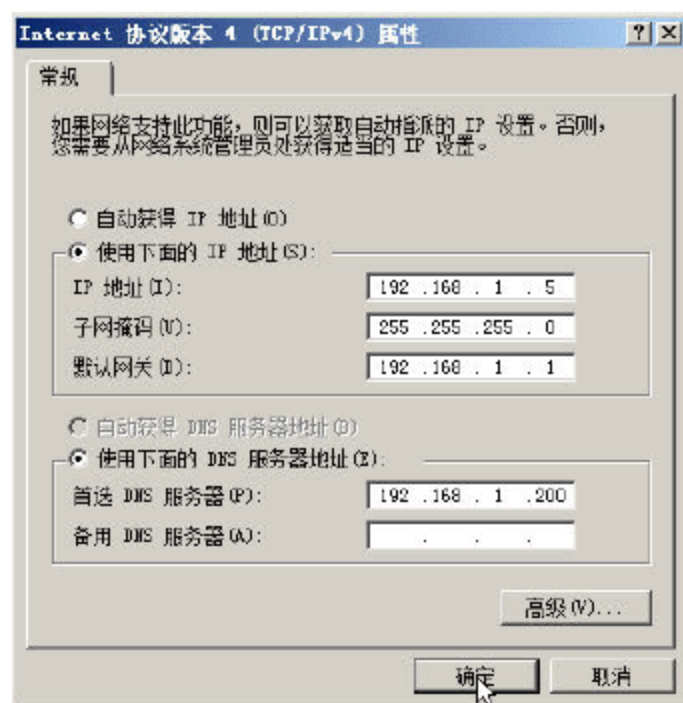 Internet 协议版本 4 (TCP/IPv4) 属性
常规
如果网络支持此功能，则可以获取自动指派的 IP 设置。否则，
您需要从网络系统管理员处获得适当的 IP 设置。
自动获得 IP 地址(O)
使用下面的 IP 地址(S):
IP 地址(I): 192 .168 . 1 . 5
子网掩码(U): 255 .255 .255 . 0
默认网关(D): 192 .168 . 1 . 1
自动获得 DNS 服务器地址(B)
使用下面的 DNS 服务器地址(E):
首选 DNS 服务器(P): 192 .168 . 1 .200
备用 DNS 服务器(A): . . .
高级(V)...
确定 取消